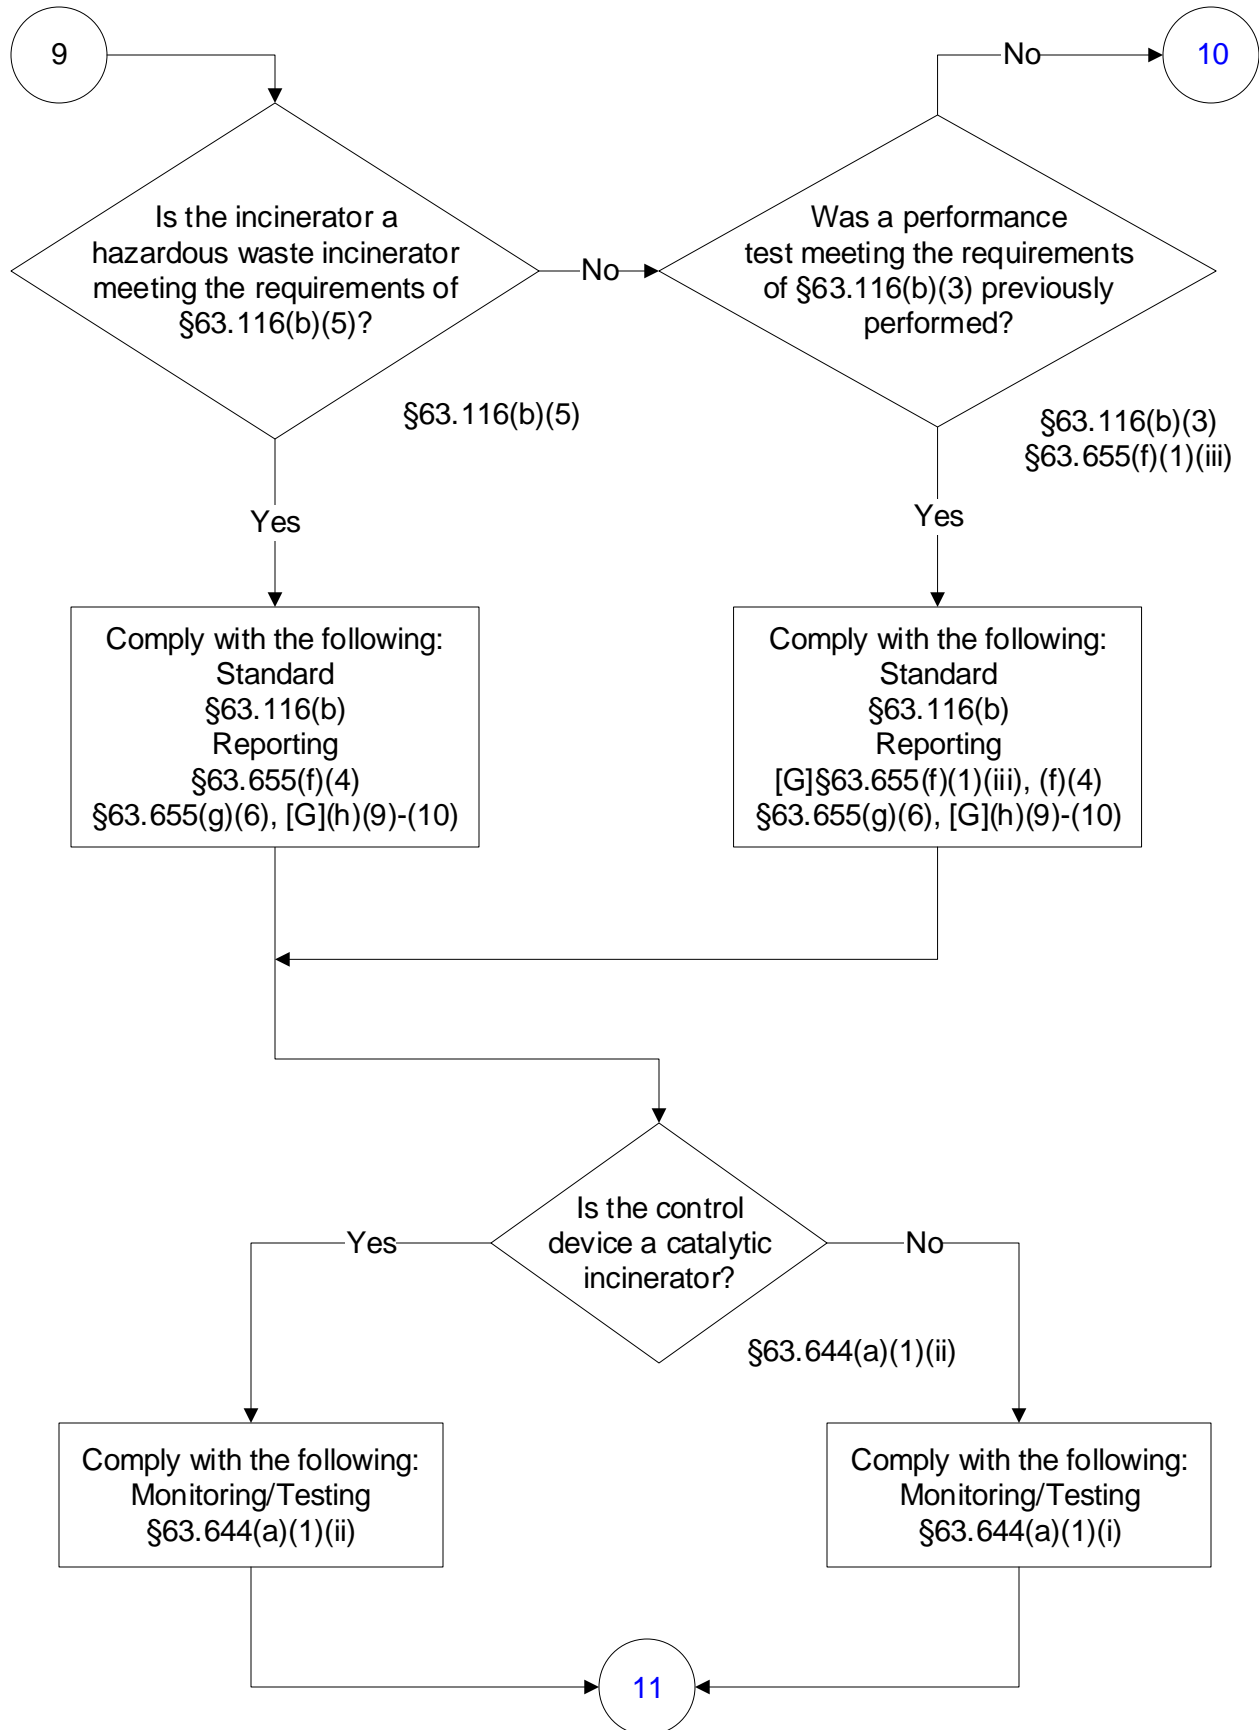 9
No
10
Is the incinerator a
hazardous waste incinerator
meeting the requirements of
§63.116(b)(5)?
No
Was a performance
test meeting the requirements
of §63.116(b)(3) previously
performed?
§63.116(b)(5)
§63.116(b)(3)
§63.655(f)(1)(iii)
Yes
Yes
Comply with the following:
Standard
§63.116(b)
Reporting
§63.655(f)(4)
§63.655(g)(6), [G](h)(9)-(10)
Comply with the following:
Standard
§63.116(b)
Reporting
[G]§63.655(f)(1)(iii), (f)(4)
§63.655(g)(6), [G](h)(9)-(10)
Is the control
device a catalytic
incinerator?
Yes
No
§63.644(a)(1)(ii)
Comply with the following:
Monitoring/Testing
§63.644(a)(1)(ii)
Comply with the following:
Monitoring/Testing
§63.644(a)(1)(i)
11